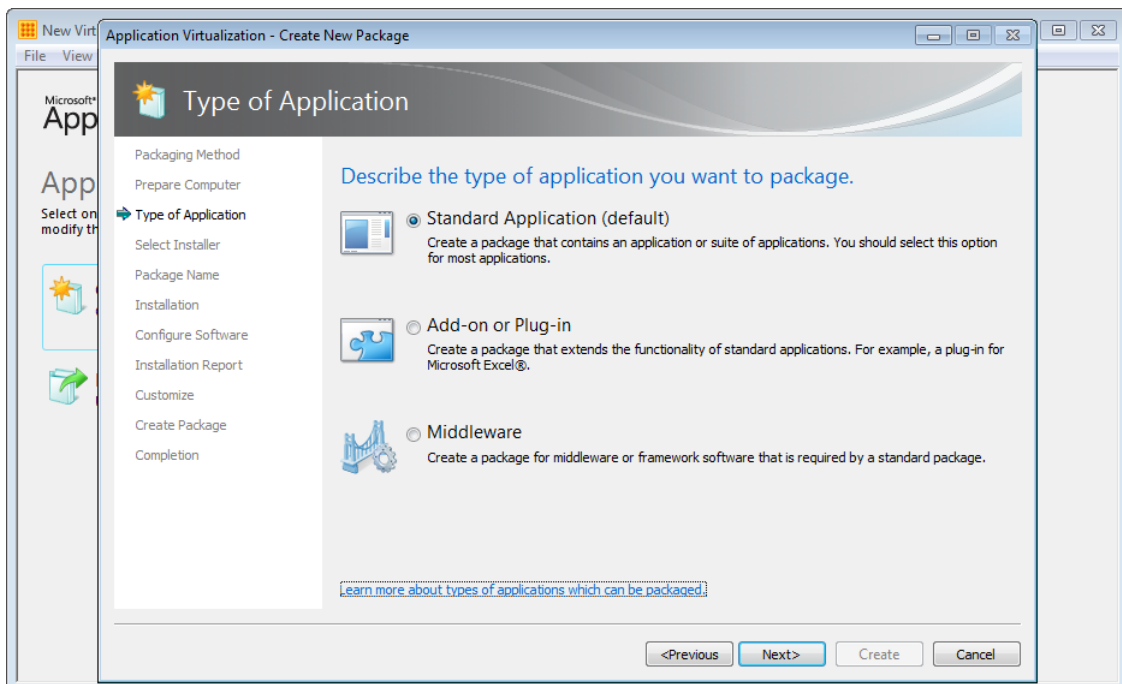 New Virt
File View
Microsoft®
App
App
Select on
modify th
Application Virtualization - Create New Package
Type of Application
Packaging Method
Prepare Computer
Type of Application
Select Installer
Package Name
Installation
Configure Software
Installation Report
Customize
Create Package
Completion
Describe the type of application you want to package.
Standard Application (default)
Create a package that contains an application or suite of applications. You should select this option
for most applications.
Add-on or Plug-in
Create a package that extends the functionality of standard applications. For example, a plug-in for
Microsoft Excel®.
Middleware
Create a package for middleware or framework software that is required by a standard package.
Learn more about types of applications which can be packaged.
<Previous
Next>
Create
Cancel